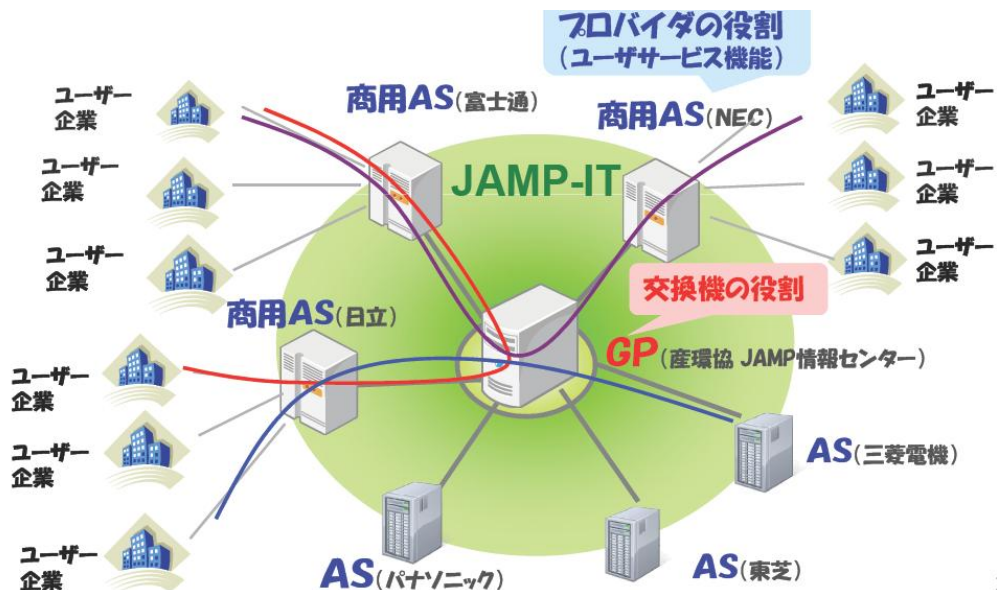 プロバイダの役割
(ユーザサービス機能)
ユーザー
企業
商用AS(富士通)
商用AS(NEC)
ユーザー
企業
ユーザー
企業
JAMP-IT
ユーザー
企業
ユーザー
企業
ユーザー
企業
交換機の役割
商用AS(日立)
GP(産環協 JAMP情報センター)
ユーザー
企業
ユーザー
企業
AS(三菱電機)
ユーザー
企業
AS(パナソニック)
AS(東芝)